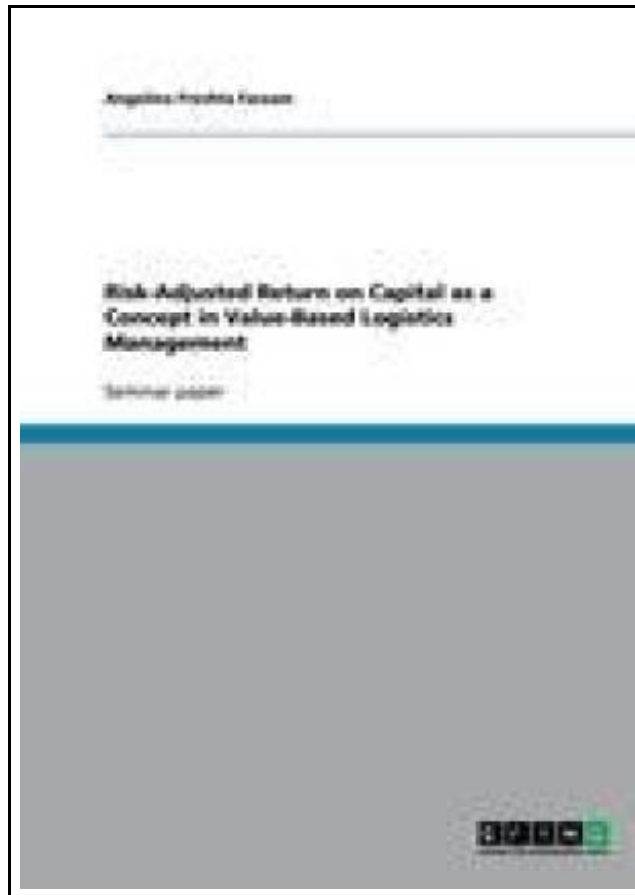 Risk-Adjusted Return on Capital as a
Concept in Value-Based Logistics
Management
Seminar paper